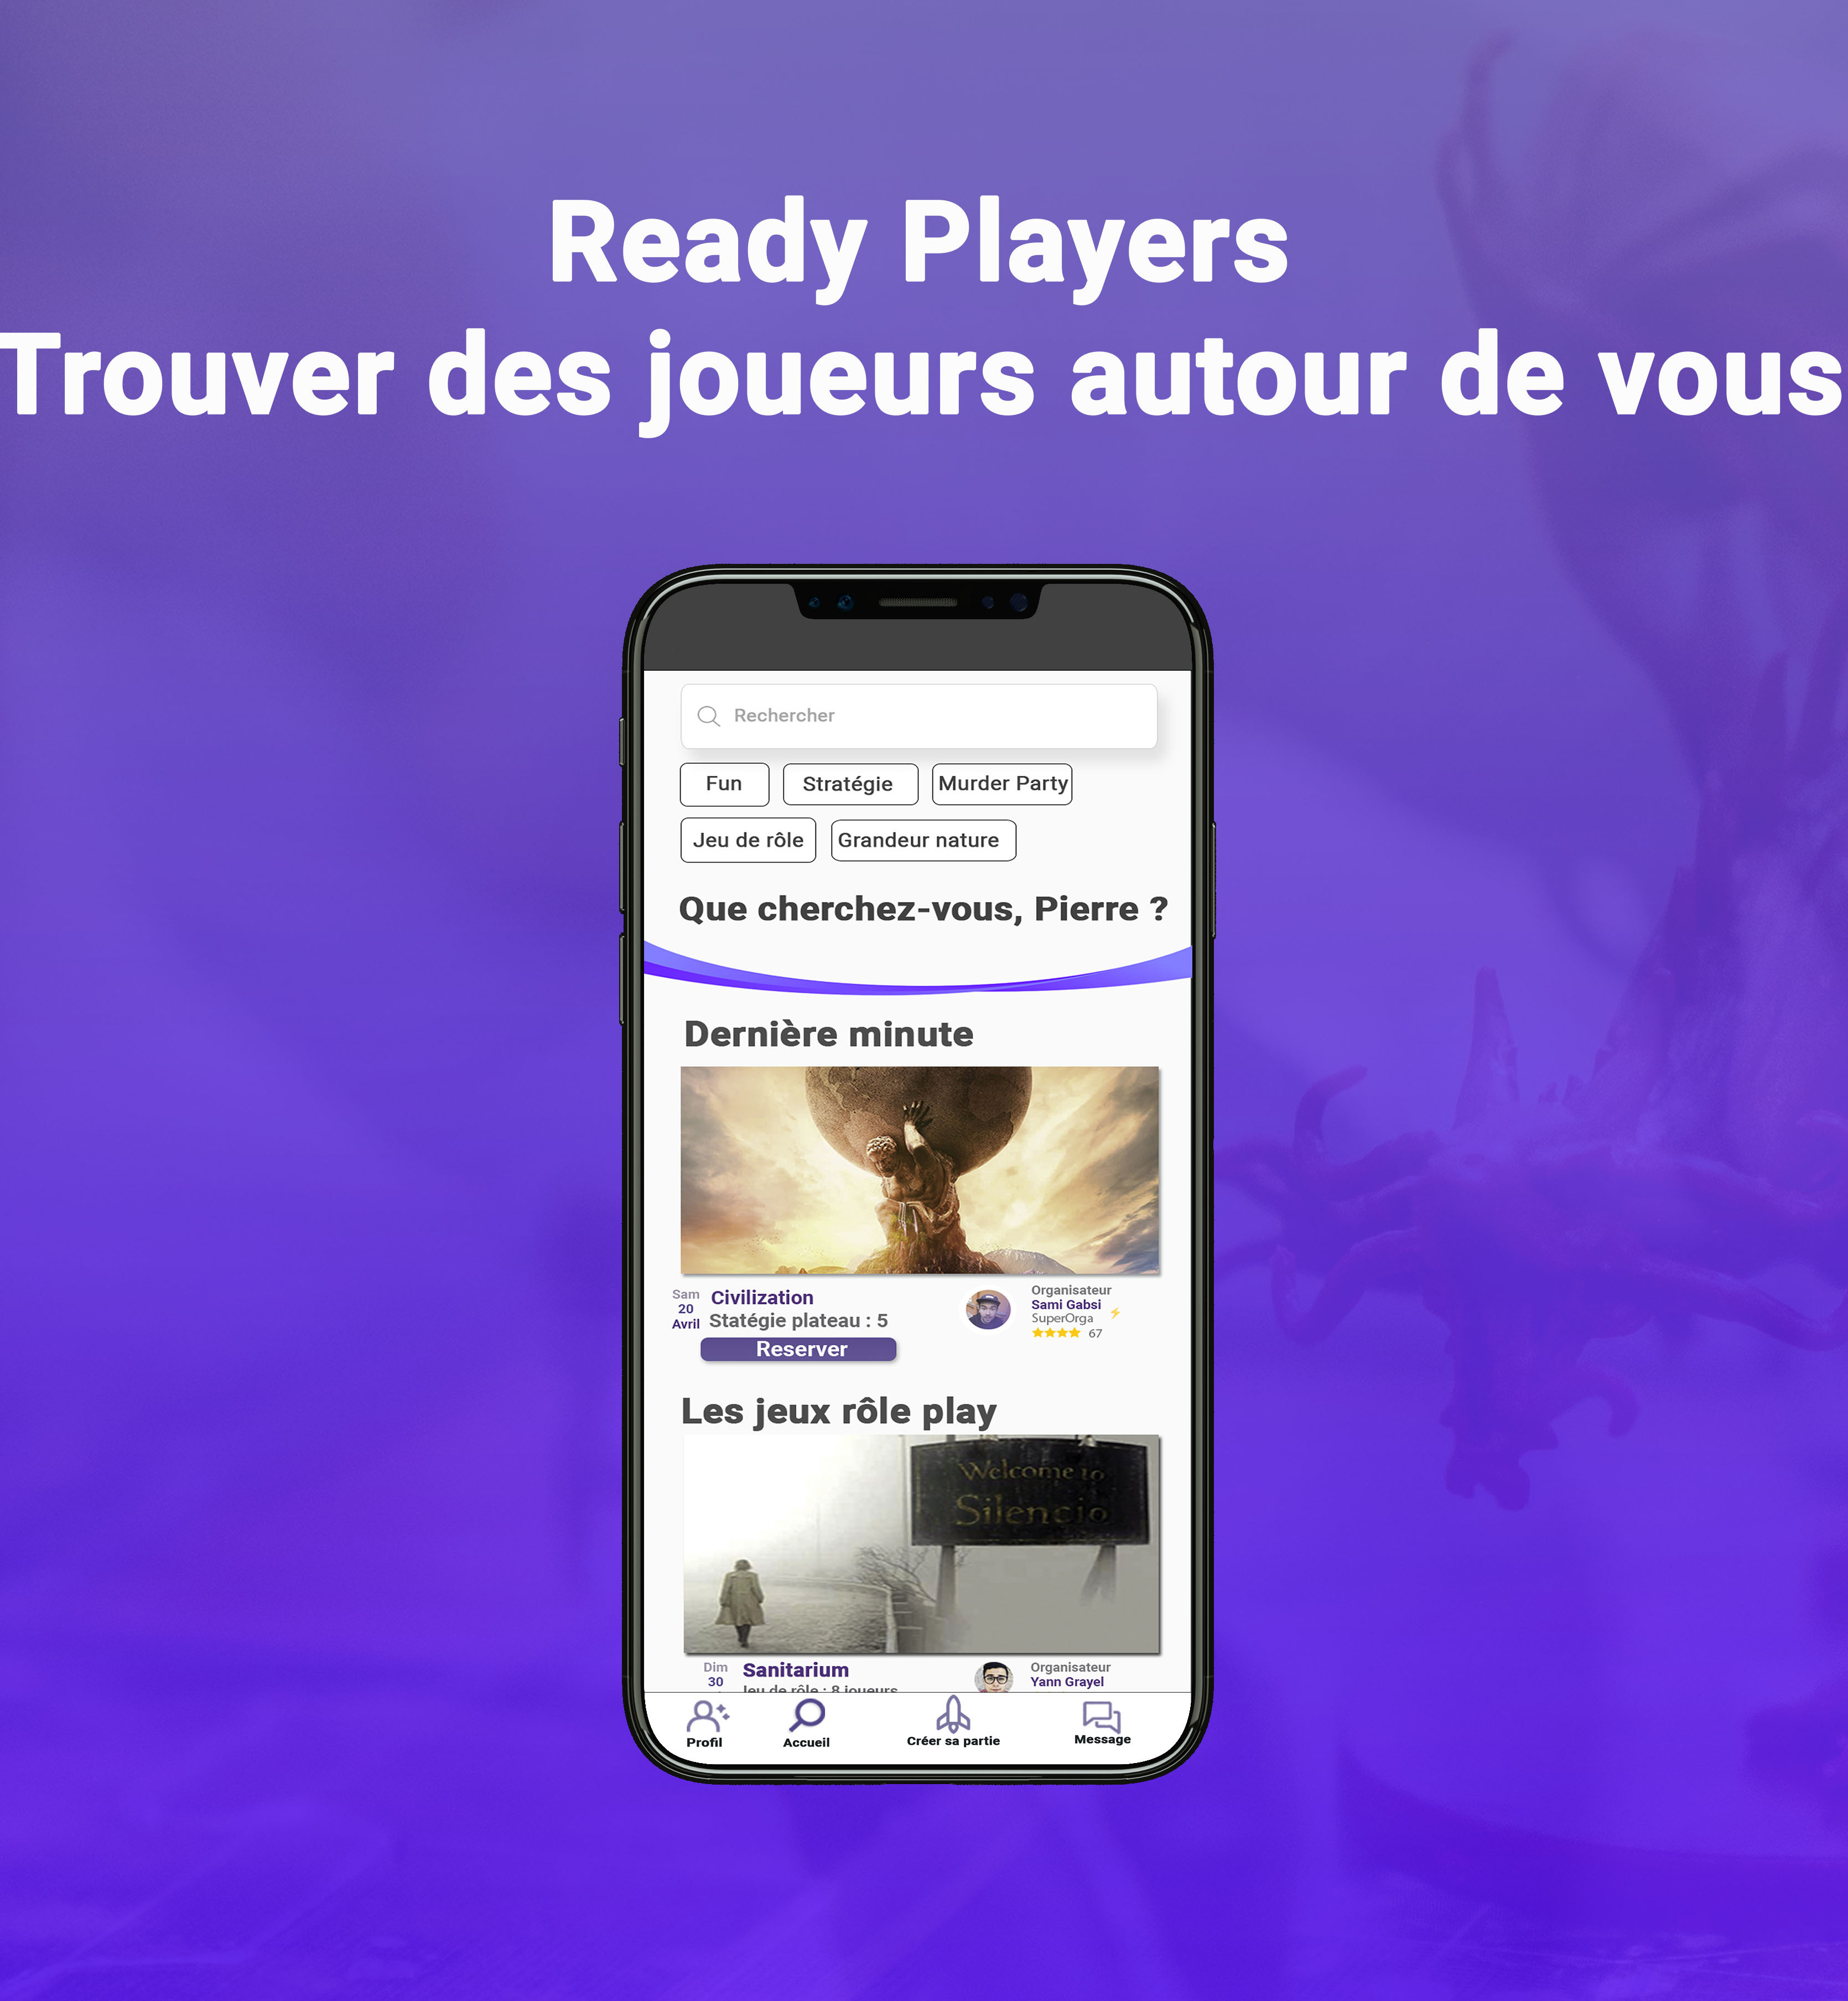 Ready Players
Trouver des joueurs autour de vous
Rechercher
Fun
Stratégie
Murder Party
Jeu de rôle
Grandeur nature
Que cherchez-vous, Pierre ?
Dernière minute
Sam
20
Avril
Civilization
Statégie plateau : 5
Reserver
Organisateur
Sami Gabsi
SuperOrga
67
Les jeux rôle play
Welcome to
Silencio
Dim
30
Sanitarium
Jeu de rôle : 8 joueurs
Organisateur
Yann Grayel
Profil
Accueil
Créer sa partie
Message